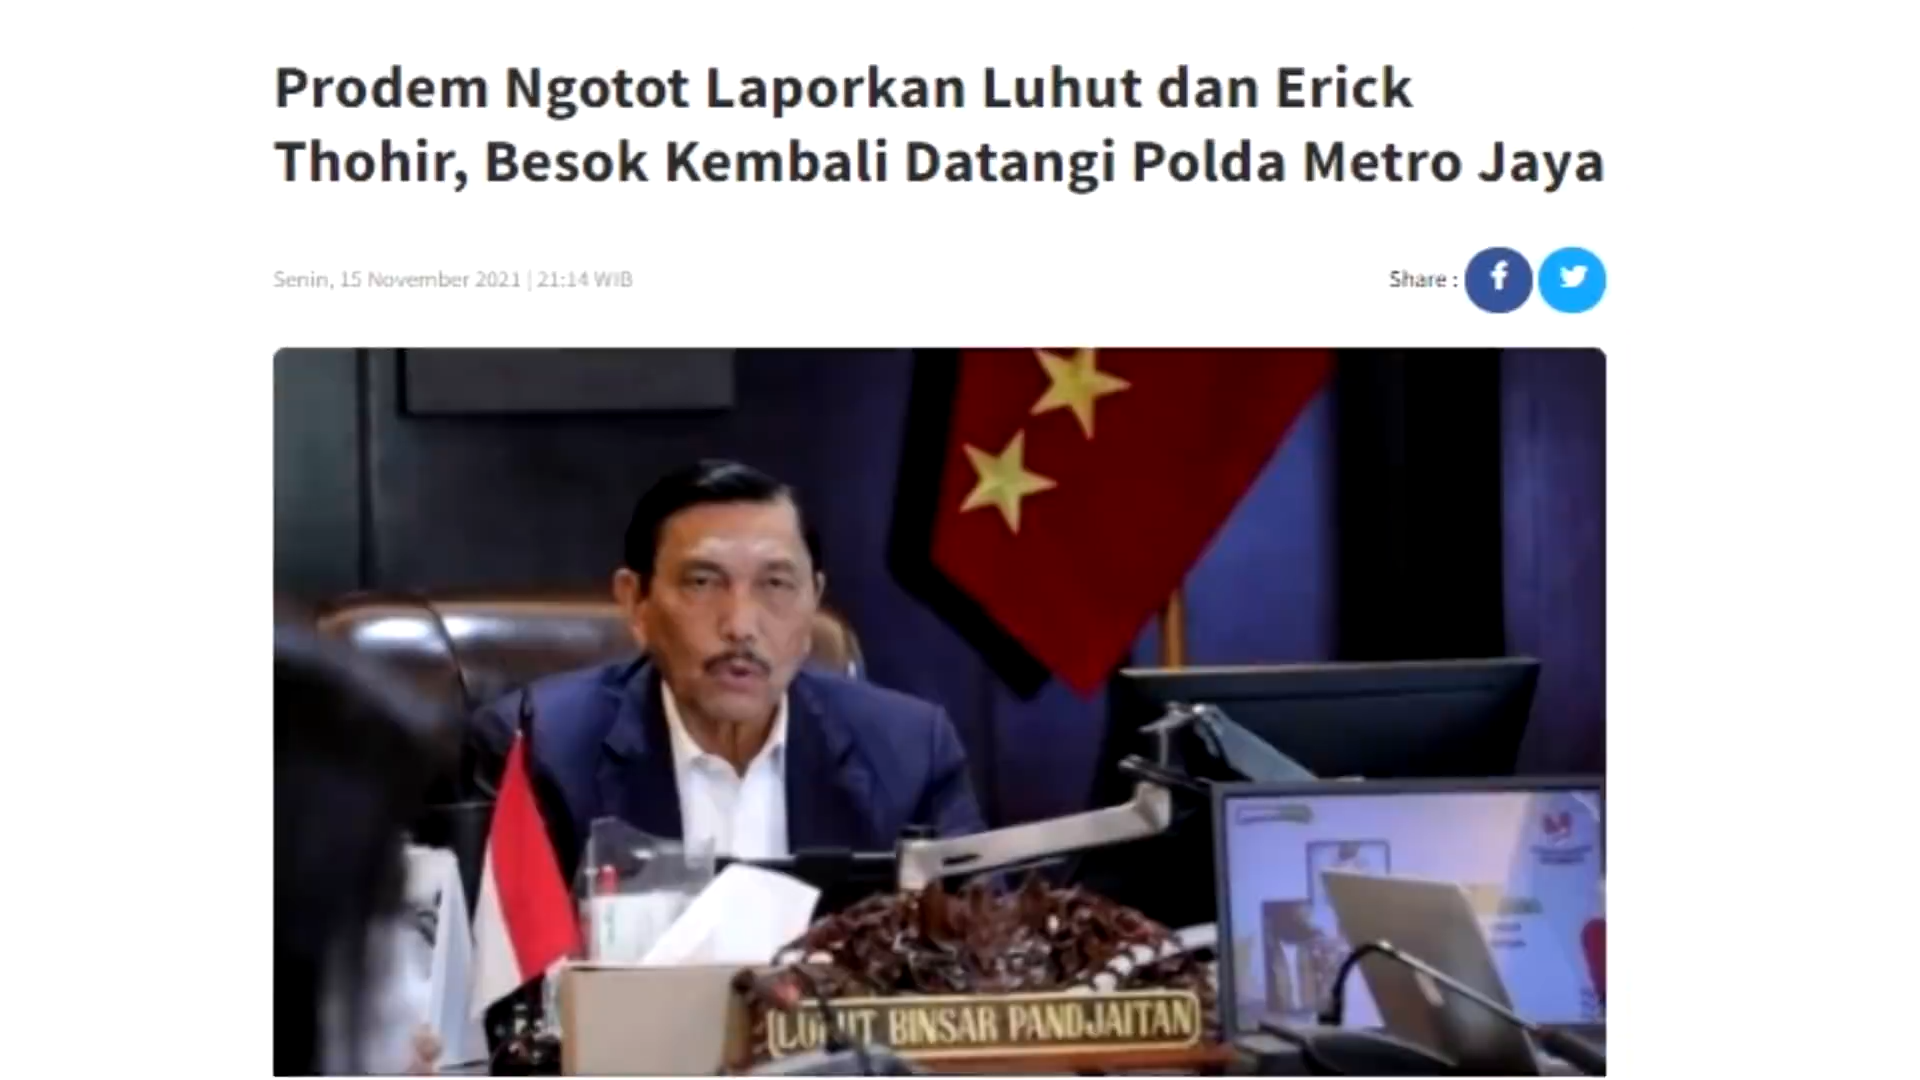 Prodem Ngotot Laporkan Luhut dan Erick
Thohir, Besok Kembali Datangi Polda Metro Jaya
Senin, 15 November 2021 | 21:14 WIB
Share :
LUHUT BINSAR PANDJAITAN